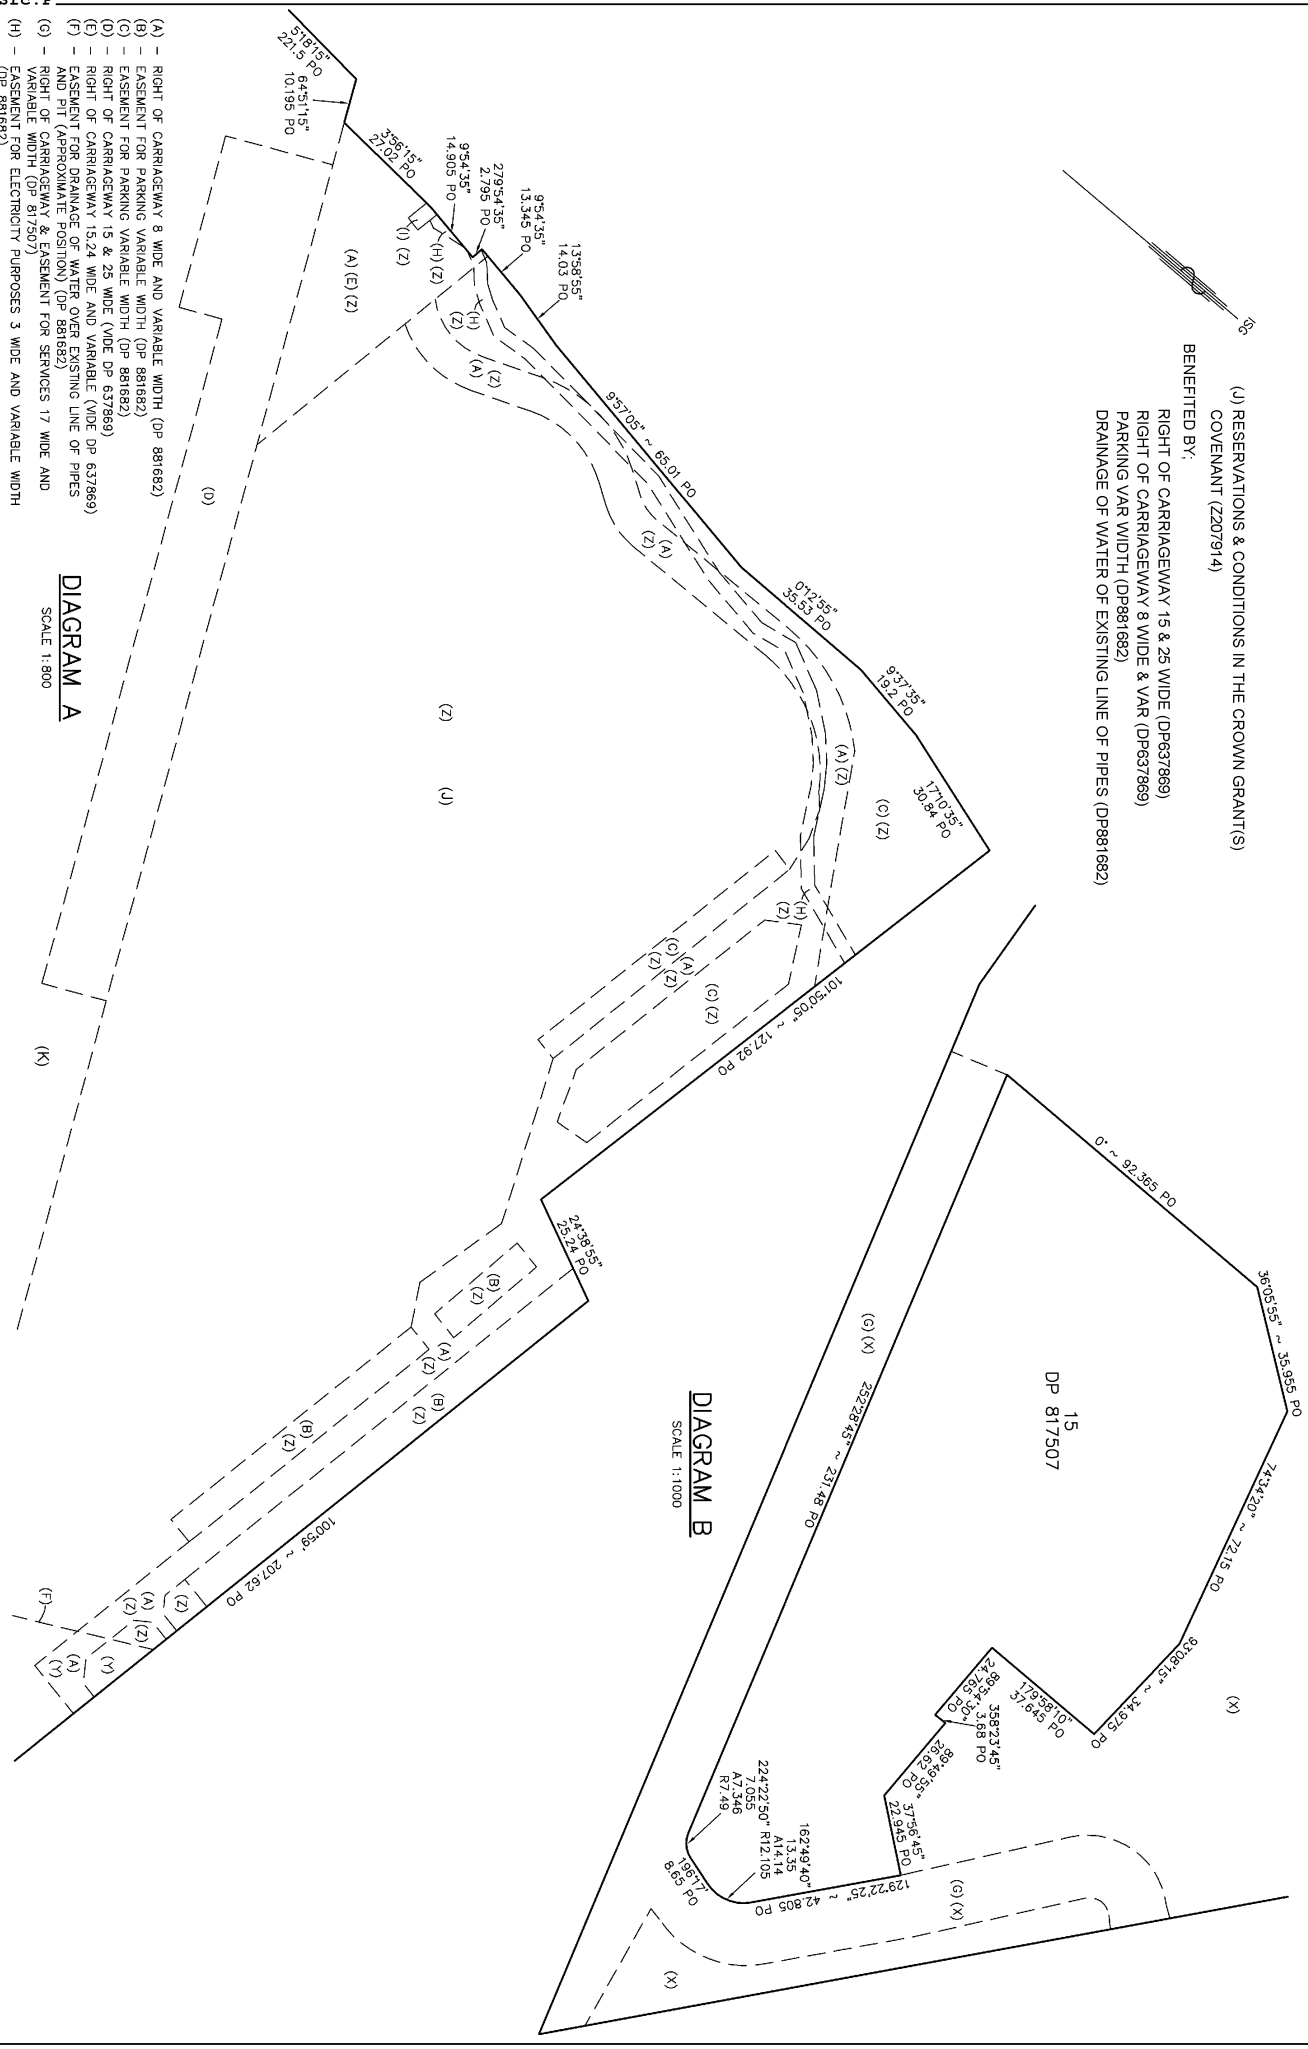 (J) RESERVATIONS & CONDITIONS IN THE CROWN GRANT(S)
COVENANT (Z207914)
BENEFITED BY:
RIGHT OF CARRIAGEWAY 15 & 25 WIDE (DP637869)
RIGHT OF CARRIAGEWAY 8 WIDE & VAR (DP637869)
PARKING VAR WIDTH (DP881682)
DRAINAGE OF WATER OF EXISTING LINE OF PIPES (DP881682)
5°18'15"
221.5 PO
64°51'15"
10.195 PO
3°56'15"
27.02 PO
9°54'35"
14.905 PO
279°54'35"
2.795 PO
9°54'35"
13.345 PO
13°58'55"
14.03 PO
9°57'05" ~ 65.01 PO
0°12'55"
35.53 PO
9°37'35"
19.2 PO
17°10'35"
30.84 PO
101°50'05" ~ 127.92 PO
24°38'55"
25.24 PO
100°59' ~ 207.62 PO
(I) (Z)
(H) (Z)
(A) (E) (Z)
(H)
(Z)
(A) (Z)
(A)
(Z)
(A) (Z)
(C) (Z)
(H)
(Z)
(C) (A)
(Z) (Z)
(C) (Z)
(D)
(Z)
(J)
(K)
(B)
(Z)
(A)
(Z)
(B)
(Z)
(B)
(Z)
(Z)
(A)
(Z) (Z)
(F)
(Y)
(A)
(Y)
DIAGRAM A
SCALE 1:800
(A) - RIGHT OF CARRIAGEWAY 8 WIDE AND VARIABLE WIDTH (DP 881682)
(B) - EASEMENT FOR PARKING VARIABLE WIDTH (DP 881682)
(C) - EASEMENT FOR PARKING VARIABLE WIDTH (DP 881682)
(D) - RIGHT OF CARRIAGEWAY 15 & 25 WIDE (VIDE DP 637869)
(E) - RIGHT OF CARRIAGEWAY 15.24 WIDE AND VARIABLE (VIDE DP 637869)
(F) - EASEMENT FOR DRAINAGE OF WATER OVER EXISTING LINE OF PIPES
AND PIT (APPROXIMATE POSITION) (DP 881682)
(G) - RIGHT OF CARRIAGEWAY & EASEMENT FOR SERVICES 17 WIDE AND
VARIABLE WIDTH (DP 817507)
(H) - EASEMENT FOR ELECTRICITY PURPOSES 3 WIDE AND VARIABLE WIDTH
(DP 881682)
0° ~ 92.365 PO
36°05'55" ~ 35.955 PO
74°34'20" ~ 72.15 PO
93°08'15" ~ 34.975 PO
179°58'10"
37.645 PO
89°54'30"
24.765 PO
358°23'45"
3.68 PO
89°49'55"
26.62 PO
37°56'45"
22.945 PO
129°22'25" ~ 42.805 PO
162°49'40"
13.35
A14.14
R12.105
196°17'
8.65 PO
224°22'50"
7.055
A7.346
R7.49
252°28'45" ~ 231.48 PO
15
DP 817507
(G) (X)
(X)
(G) (X)
(X)
DIAGRAM B
SCALE 1:1000